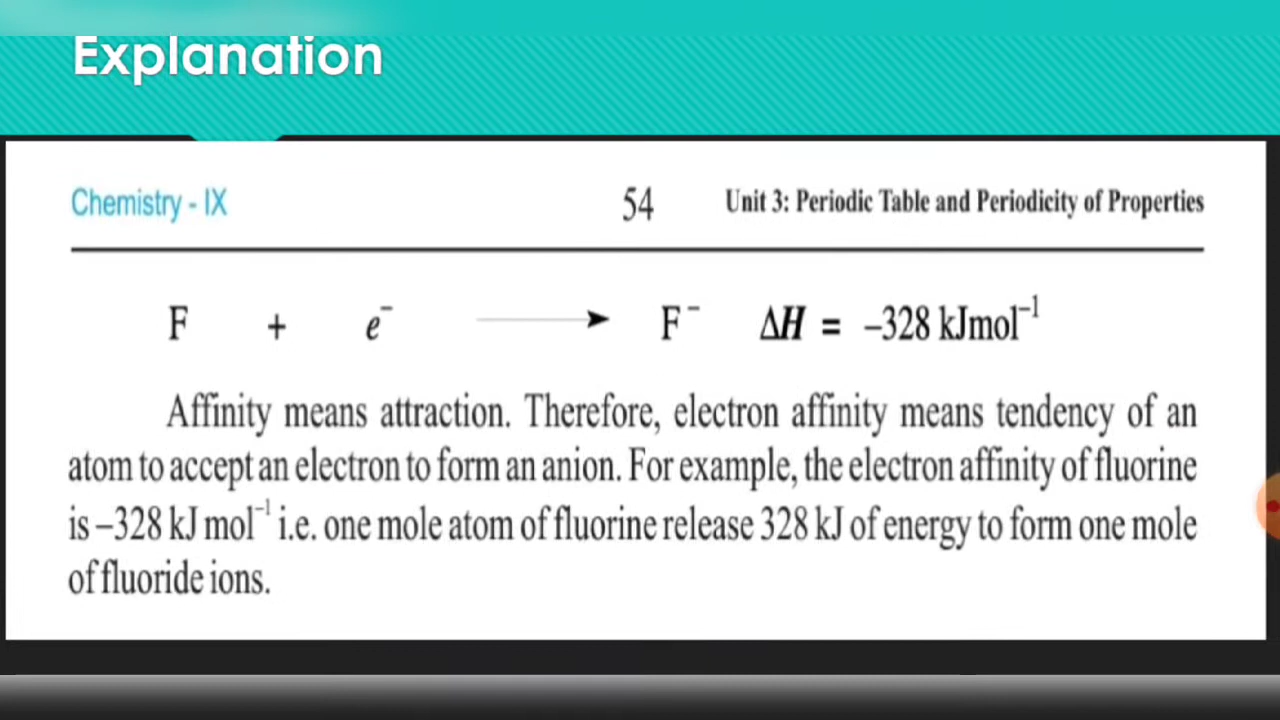 Explanation
Chemistry - IX 54 Unit 3: Periodic Table and Periodicity of Properties
F + e⁻ ⟶ F⁻ ΔH = –328 kJmol⁻¹
Affinity means attraction. Therefore, electron affinity means tendency of an
atom to accept an electron to form an anion. For example, the electron affinity of fluorine
is –328 kJ mol⁻¹ i.e. one mole atom of fluorine release 328 kJ of energy to form one mole
of fluoride ions.